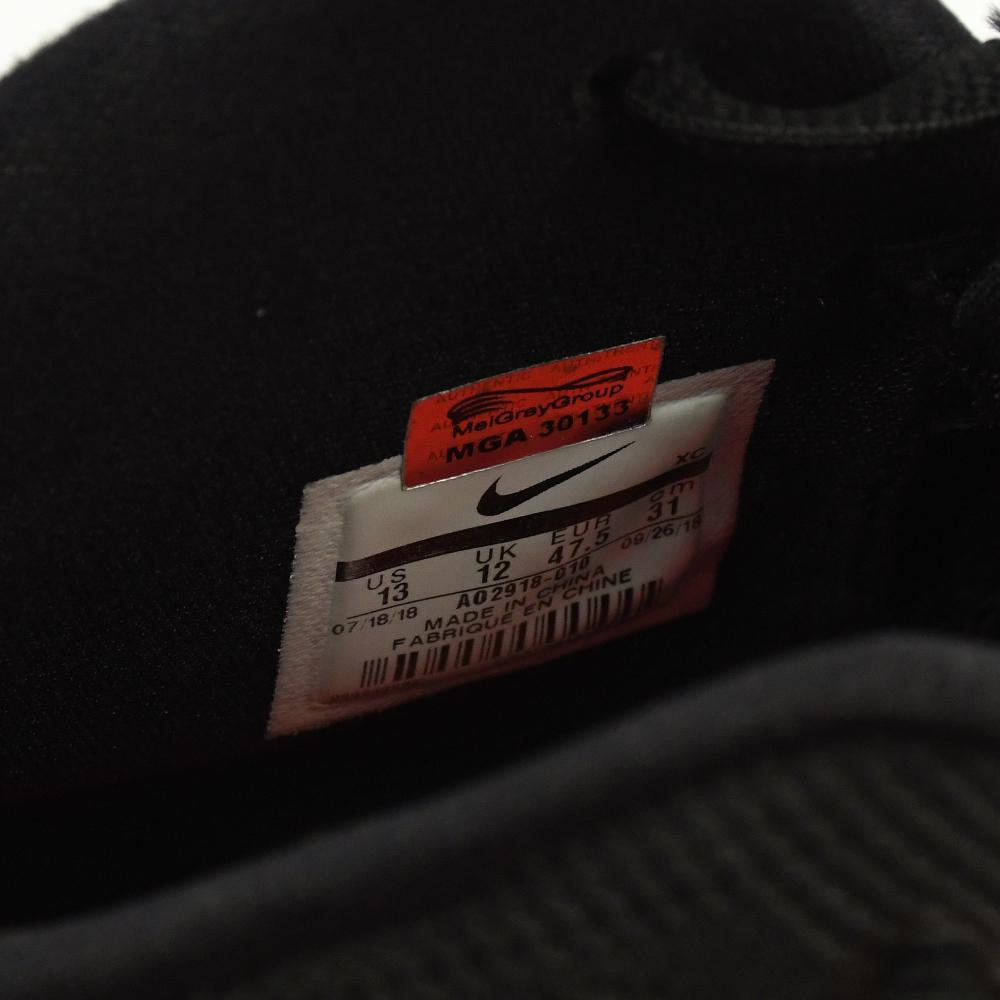 AUTHENTIC AUTHENTIC
MeiGrayGroup
MGA 30133
XC
US UK EUR cm
13 12 47.5 31
07/18/18 AO2918-010 09/26/18
MADE IN CHINA
FABRIQUE EN CHINE